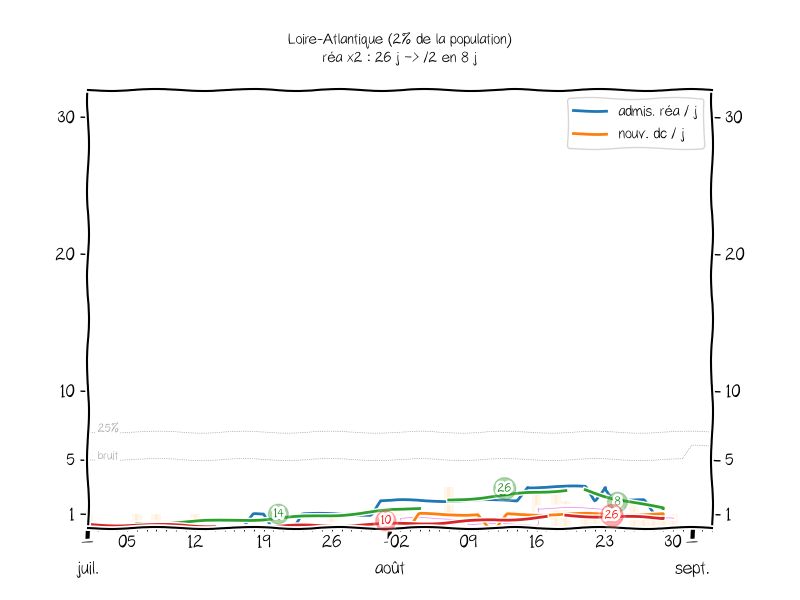 Loire-Atlantique (2% de la population)
réa x2 : 26 j -> /2 en 8 j
admis. réa / j
nouv. dc / j
30 30
20 20
10 10
25%
5 5
bruit
26
8
14
26
10
1 1
05 12 19 26 02 09 16 23 30
juil. août sept.